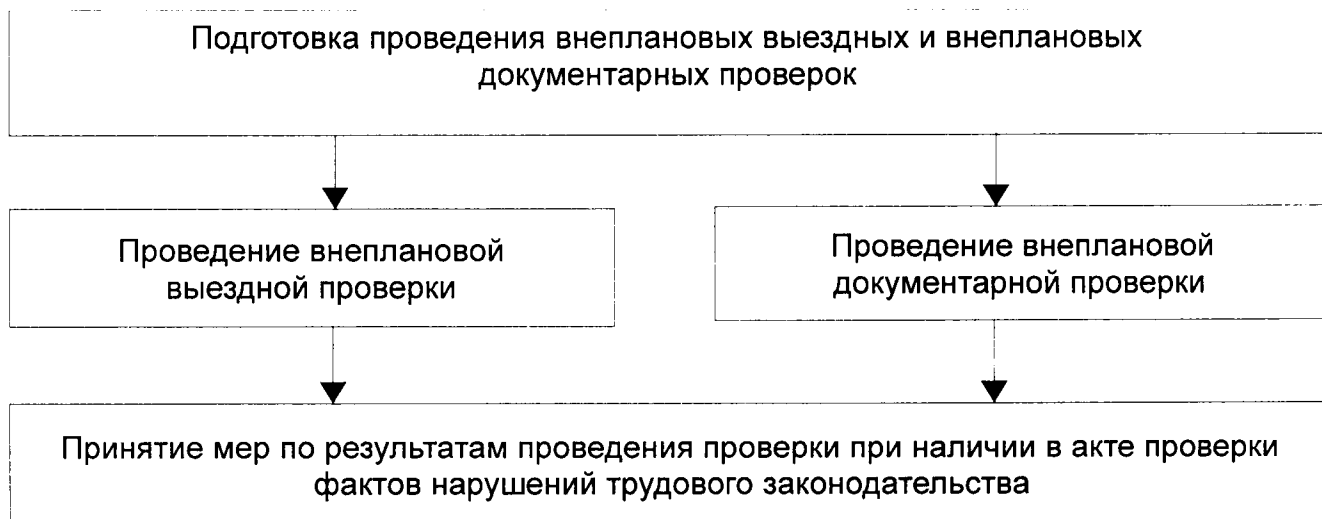 Подготовка проведения внеплановых выездных и внеплановых
документарных проверок
Проведение внеплановой
выездной проверки
Проведение внеплановой
документарной проверки
Принятие мер по результатам проведения проверки при наличии в акте проверки
фактов нарушений трудового законодательства